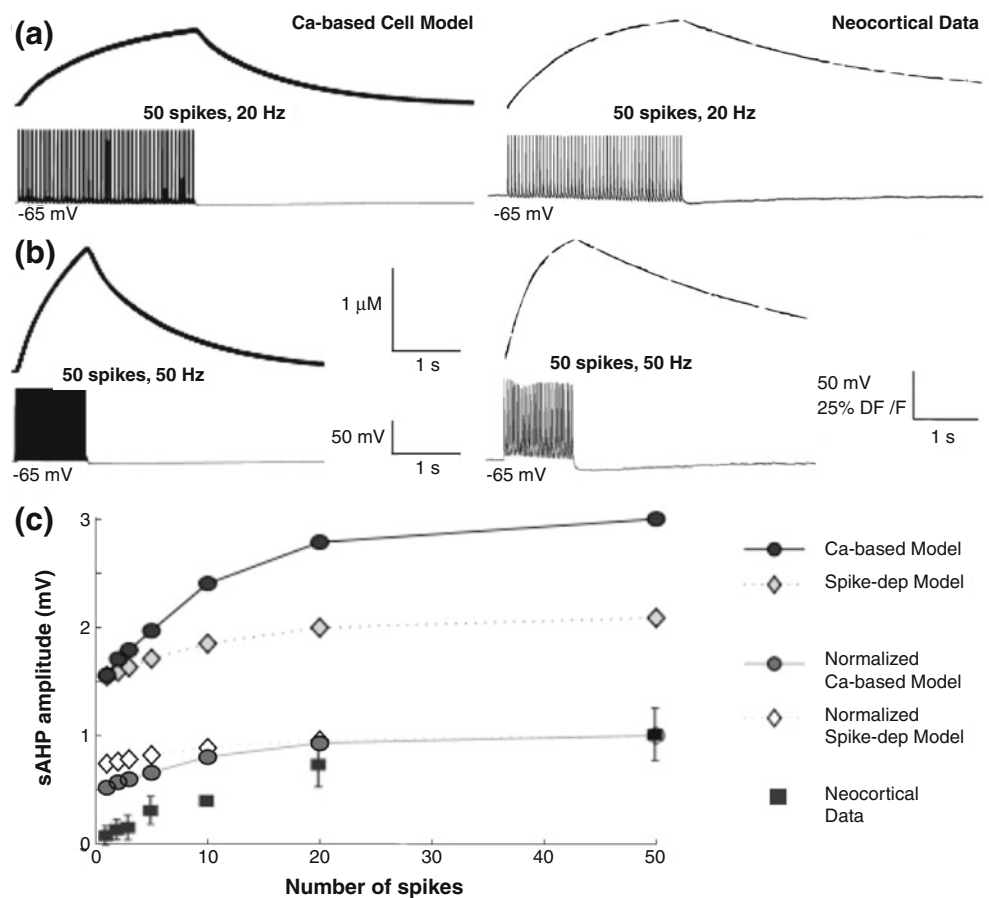 (a)
Ca-based Cell Model
Neocortical Data
50 spikes, 20 Hz
50 spikes, 20 Hz
-65 mV
-65 mV
(b)
1 μM
1 s
50 spikes, 50 Hz
50 spikes, 50 Hz
50 mV
25% DF /F
1 s
50 mV
1 s
-65 mV
-65 mV
(c)
3
2
1
0
sAHP amplitude (mV)
0
10
20
30
40
50
Number of spikes
Ca-based Model
Spike-dep Model
Normalized
Ca-based Model
Normalized
Spike-dep Model
Neocortical
Data